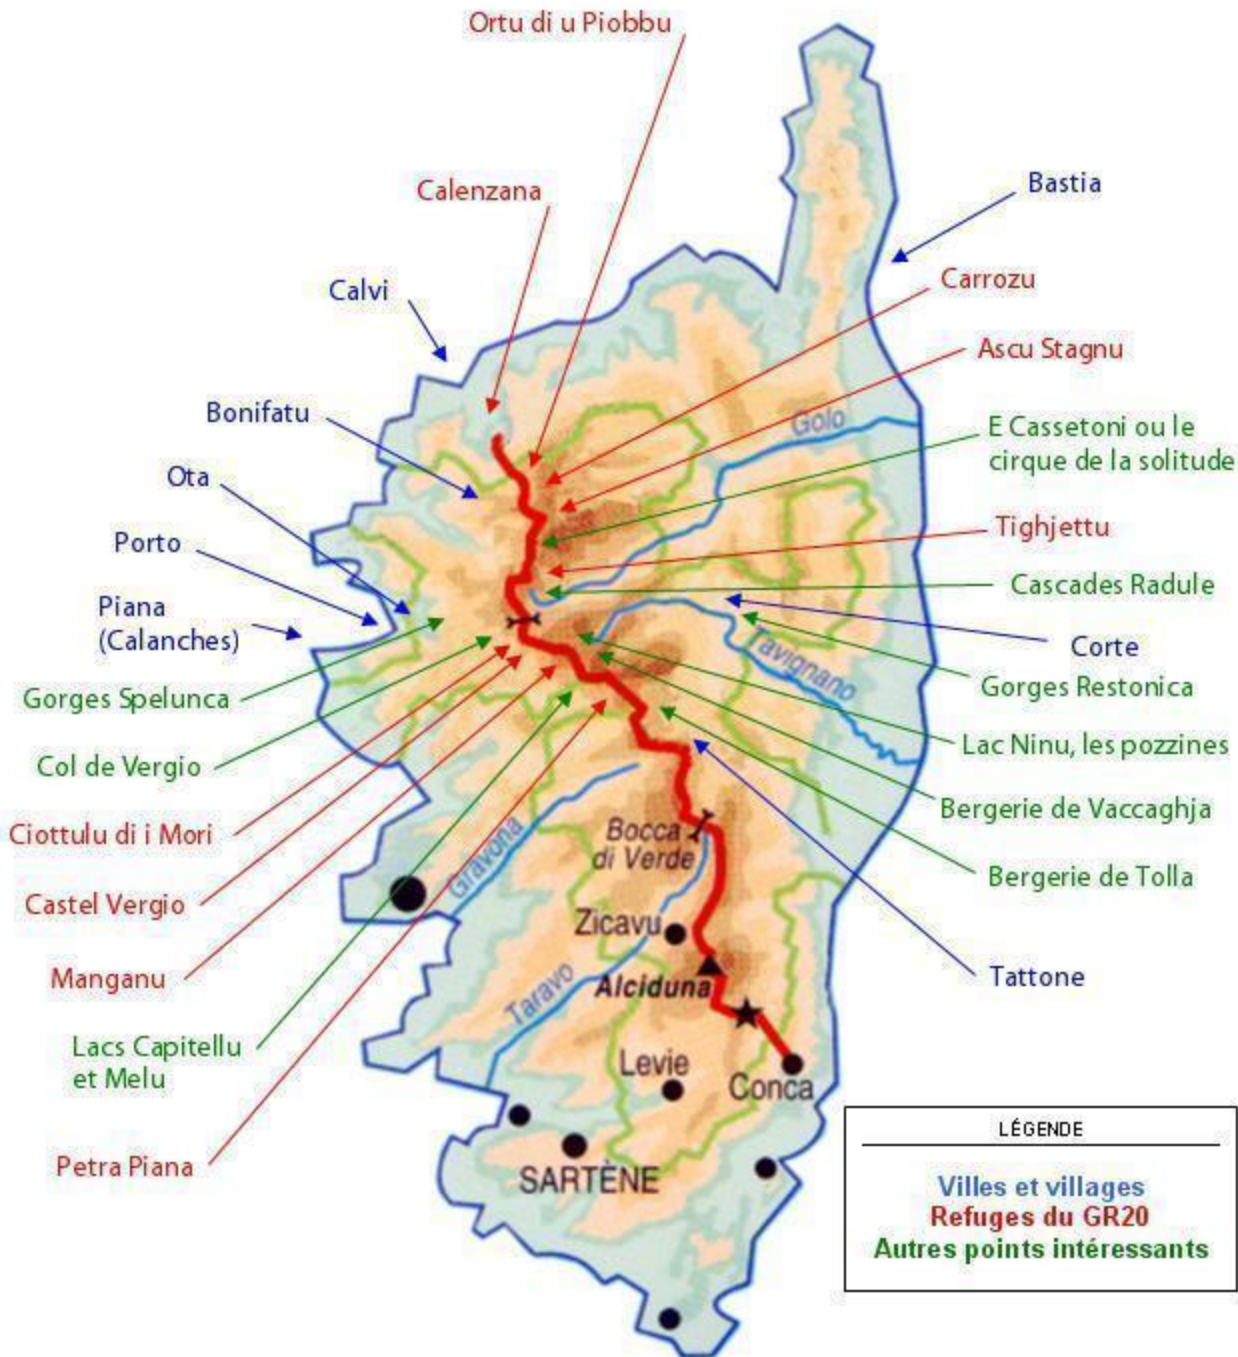 Ortu di u Piobbu
Calenzana
Bastia
Calvi
Carrozu
Ascu Stagnu
Bonifatu
Golo
E Cassetoni ou le
cirque de la solitude
Ota
Tighjettu
Porto
Cascades Radule
Piana
(Calanches)
Corte
Tavignano
Gorges Spelunca
Gorges Restonica
Lac Ninu, les pozzines
Col de Vergio
Bergerie de Vaccaghja
Ciottulu di i Mori
Gravona
Bocca
di Verde
Bergerie de Tolla
Castel Vergio
Zicavu
Manganu
Tattone
Alciduna
Taravo
Lacs Capitellu
et Melu
Levie
Conca
Petra Piana
SARTÈNE
LÉGENDE
Villes et villages
Refuges du GR20
Autres points intéressants